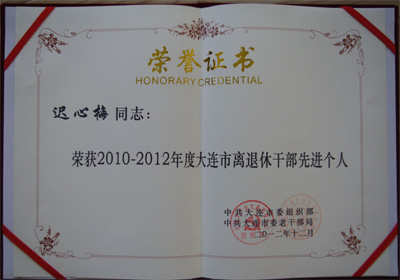 荣誉证书
HONORARY CREDENTIAL
迟心梅 同志：
荣获2010-2012年度大连市离退休干部先进个人
中共大连市委组织部
中共大连市委老干部局
二〇一二年十二月